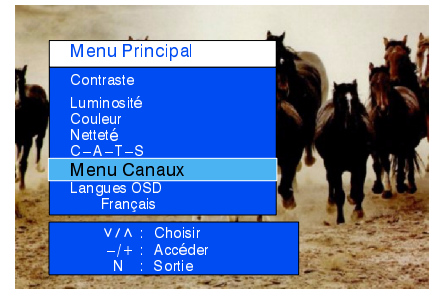 Menu Principal
Contraste
Luminosité
Couleur
Netteté
C-A-T-S
Menu Canaux
Langues OSD
Français
∨/∧ : Choisir
–/+ : Accéder
N : Sortie